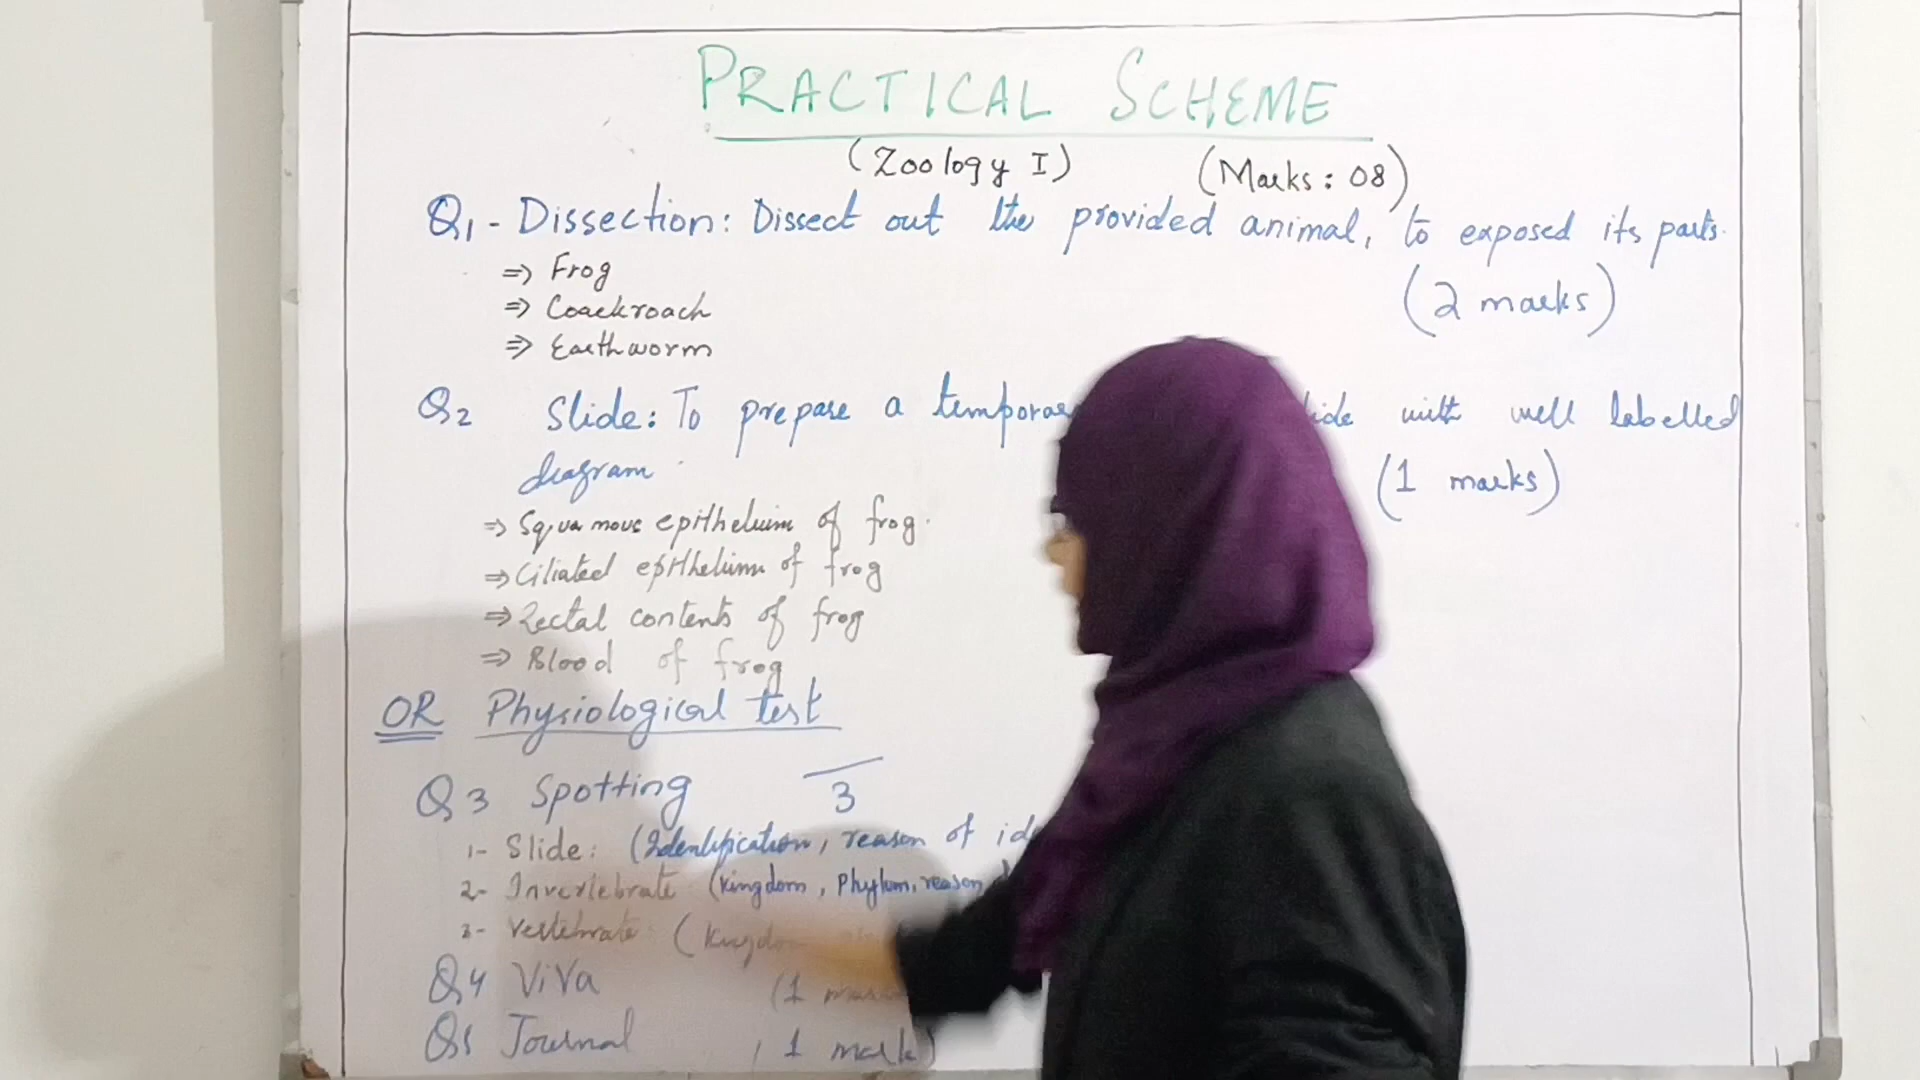 PRACTICAL SCHEME
(Zoology I) (Marks: 08)
Q1 - Dissection: Dissect out the provided animal, to exposed its parts.
⇒ Frog (2 marks)
⇒ Coackroach
⇒ Earthworm
Q2 Slide: To prepare a with well labelled
diagram. (1 marks)
⇒ Squamous epithelium of frog.
⇒ Ciliated epithelium of frog
⇒ Rectal contents of frog
⇒ Blood of frog
OR Physiological test
Q3 Spotting 3
1- Slide: (Identification, reason of
2- Invertebrate (Kingdom, Phylum, reason
3- Vertebrate: (
Q4 ViVa (1
Q5 Journal 1 mark)